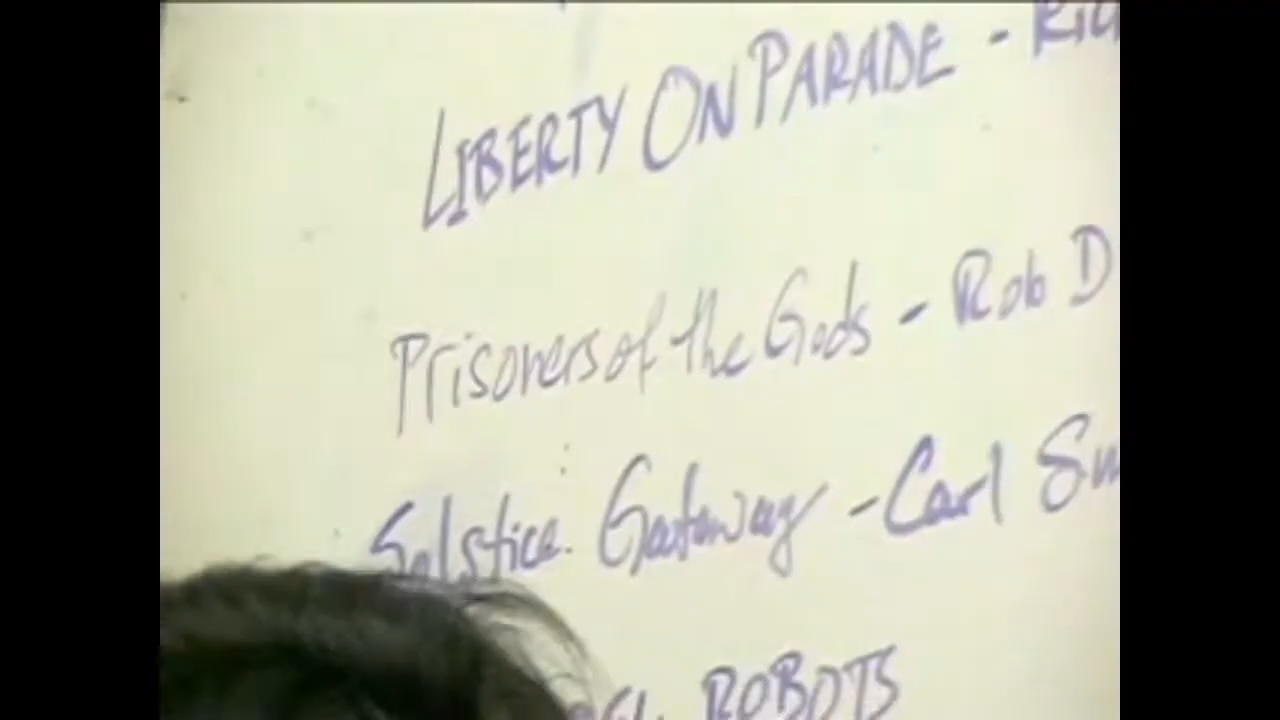 LIBERTY ON PARADE -
Prisoners of the Gods - Rob D
Solstice Gateway - Carl
ROBOTS